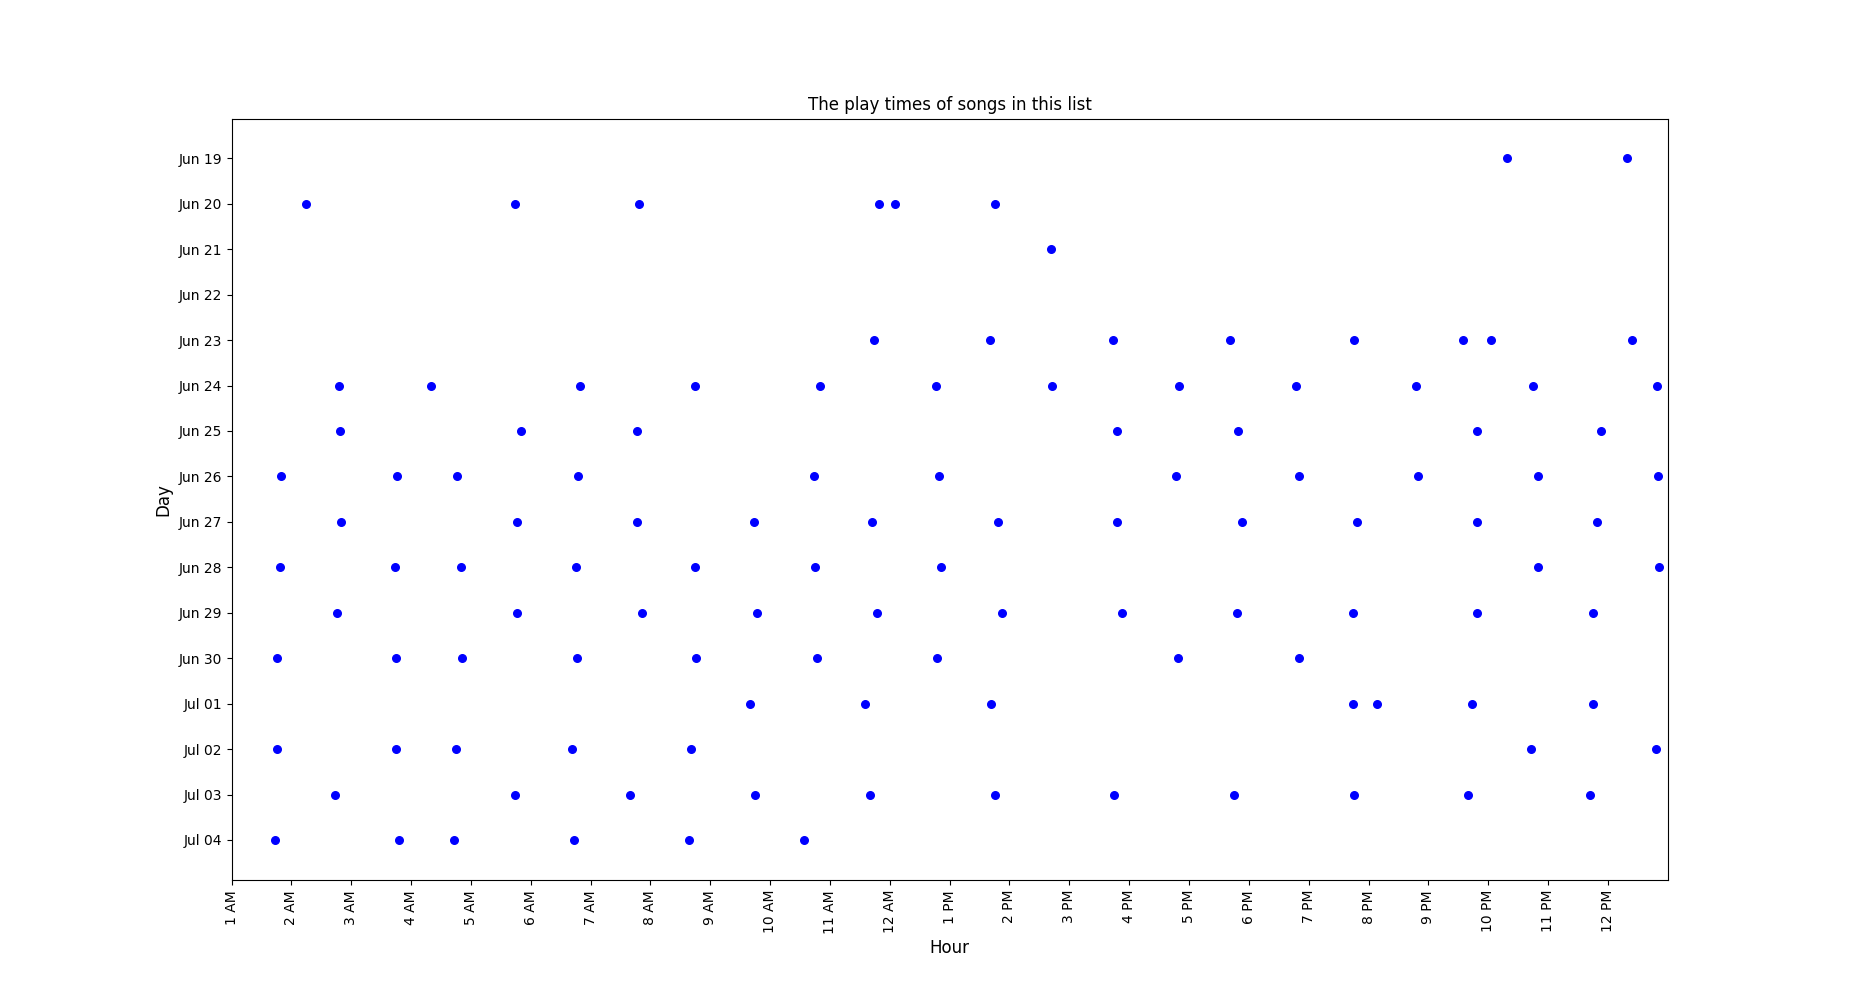 The play times of songs in this list
Day
Jun 19
Jun 20
Jun 21
Jun 22
Jun 23
Jun 24
Jun 25
Jun 26
Jun 27
Jun 28
Jun 29
Jun 30
Jul 01
Jul 02
Jul 03
Jul 04
1 AM
2 AM
3 AM
4 AM
5 AM
6 AM
7 AM
8 AM
9 AM
10 AM
11 AM
12 AM
1 PM
2 PM
3 PM
4 PM
5 PM
6 PM
7 PM
8 PM
9 PM
10 PM
11 PM
12 PM
Hour